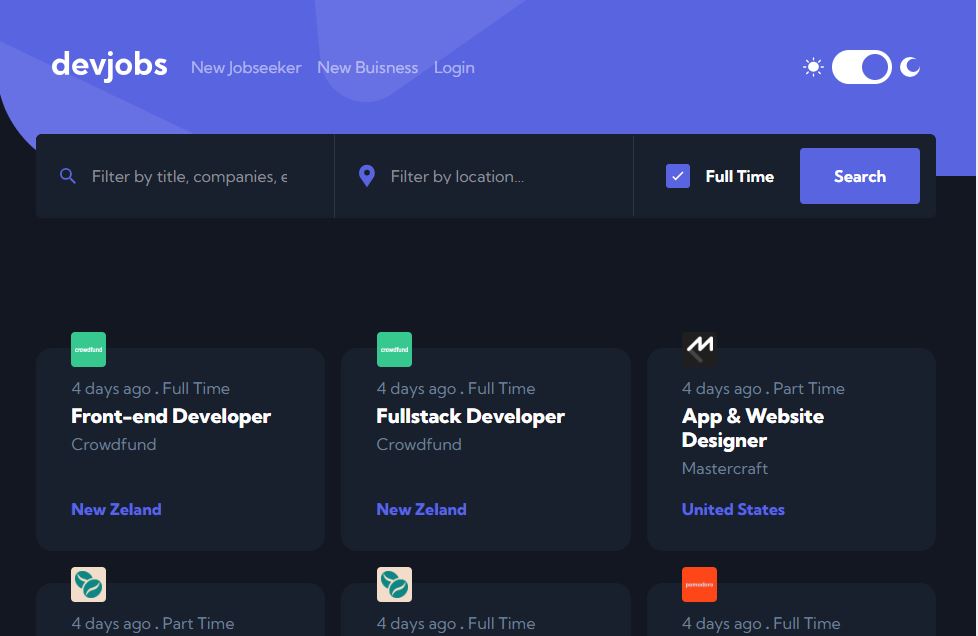 devjobs New Jobseeker New Buisness Login
Filter by title, companies, e
Filter by location...
Full Time
Search
crowdfund
4 days ago . Full Time
Front-end Developer
Crowdfund
New Zeland
crowdfund
4 days ago . Full Time
Fullstack Developer
Crowdfund
New Zeland
4 days ago . Part Time
App & Website
Designer
Mastercraft
United States
4 days ago . Part Time
4 days ago . Full Time
pomodoro
4 days ago . Full Time